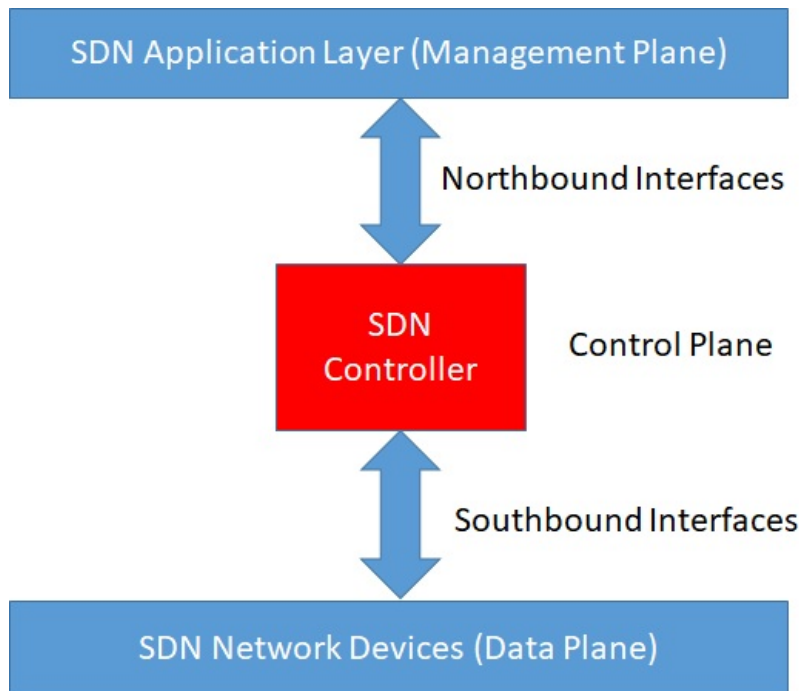 SDN Application Layer (Management Plane)
Northbound Interfaces
SDN
Controller
Control Plane
Southbound Interfaces
SDN Network Devices (Data Plane)